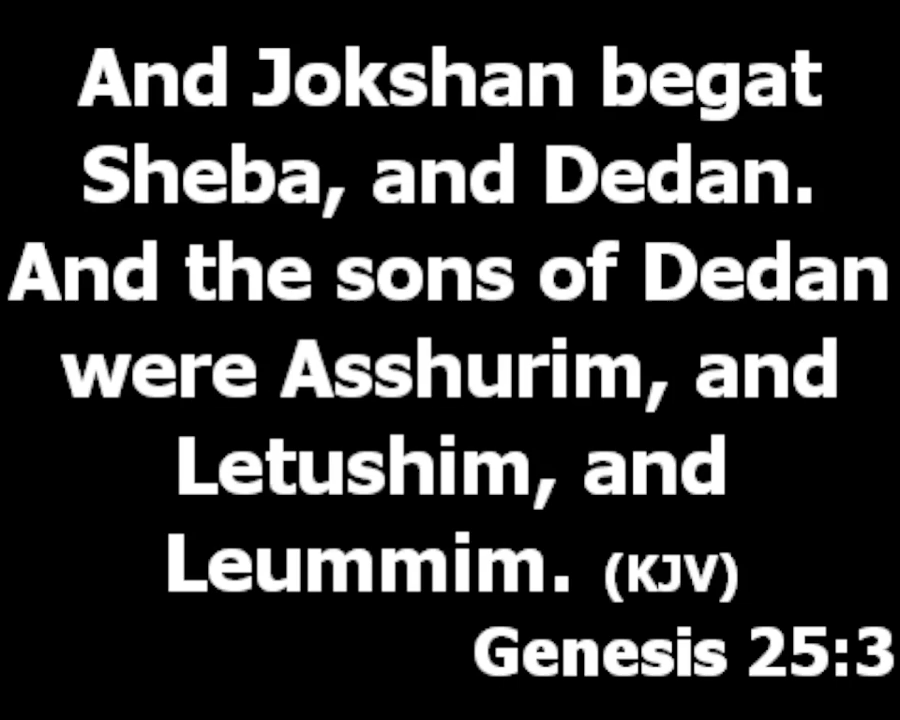 And Jokshan begat
Sheba, and Dedan.
And the sons of Dedan
were Asshurim, and
Letushim, and
Leummim. (KJV)
Genesis 25:3